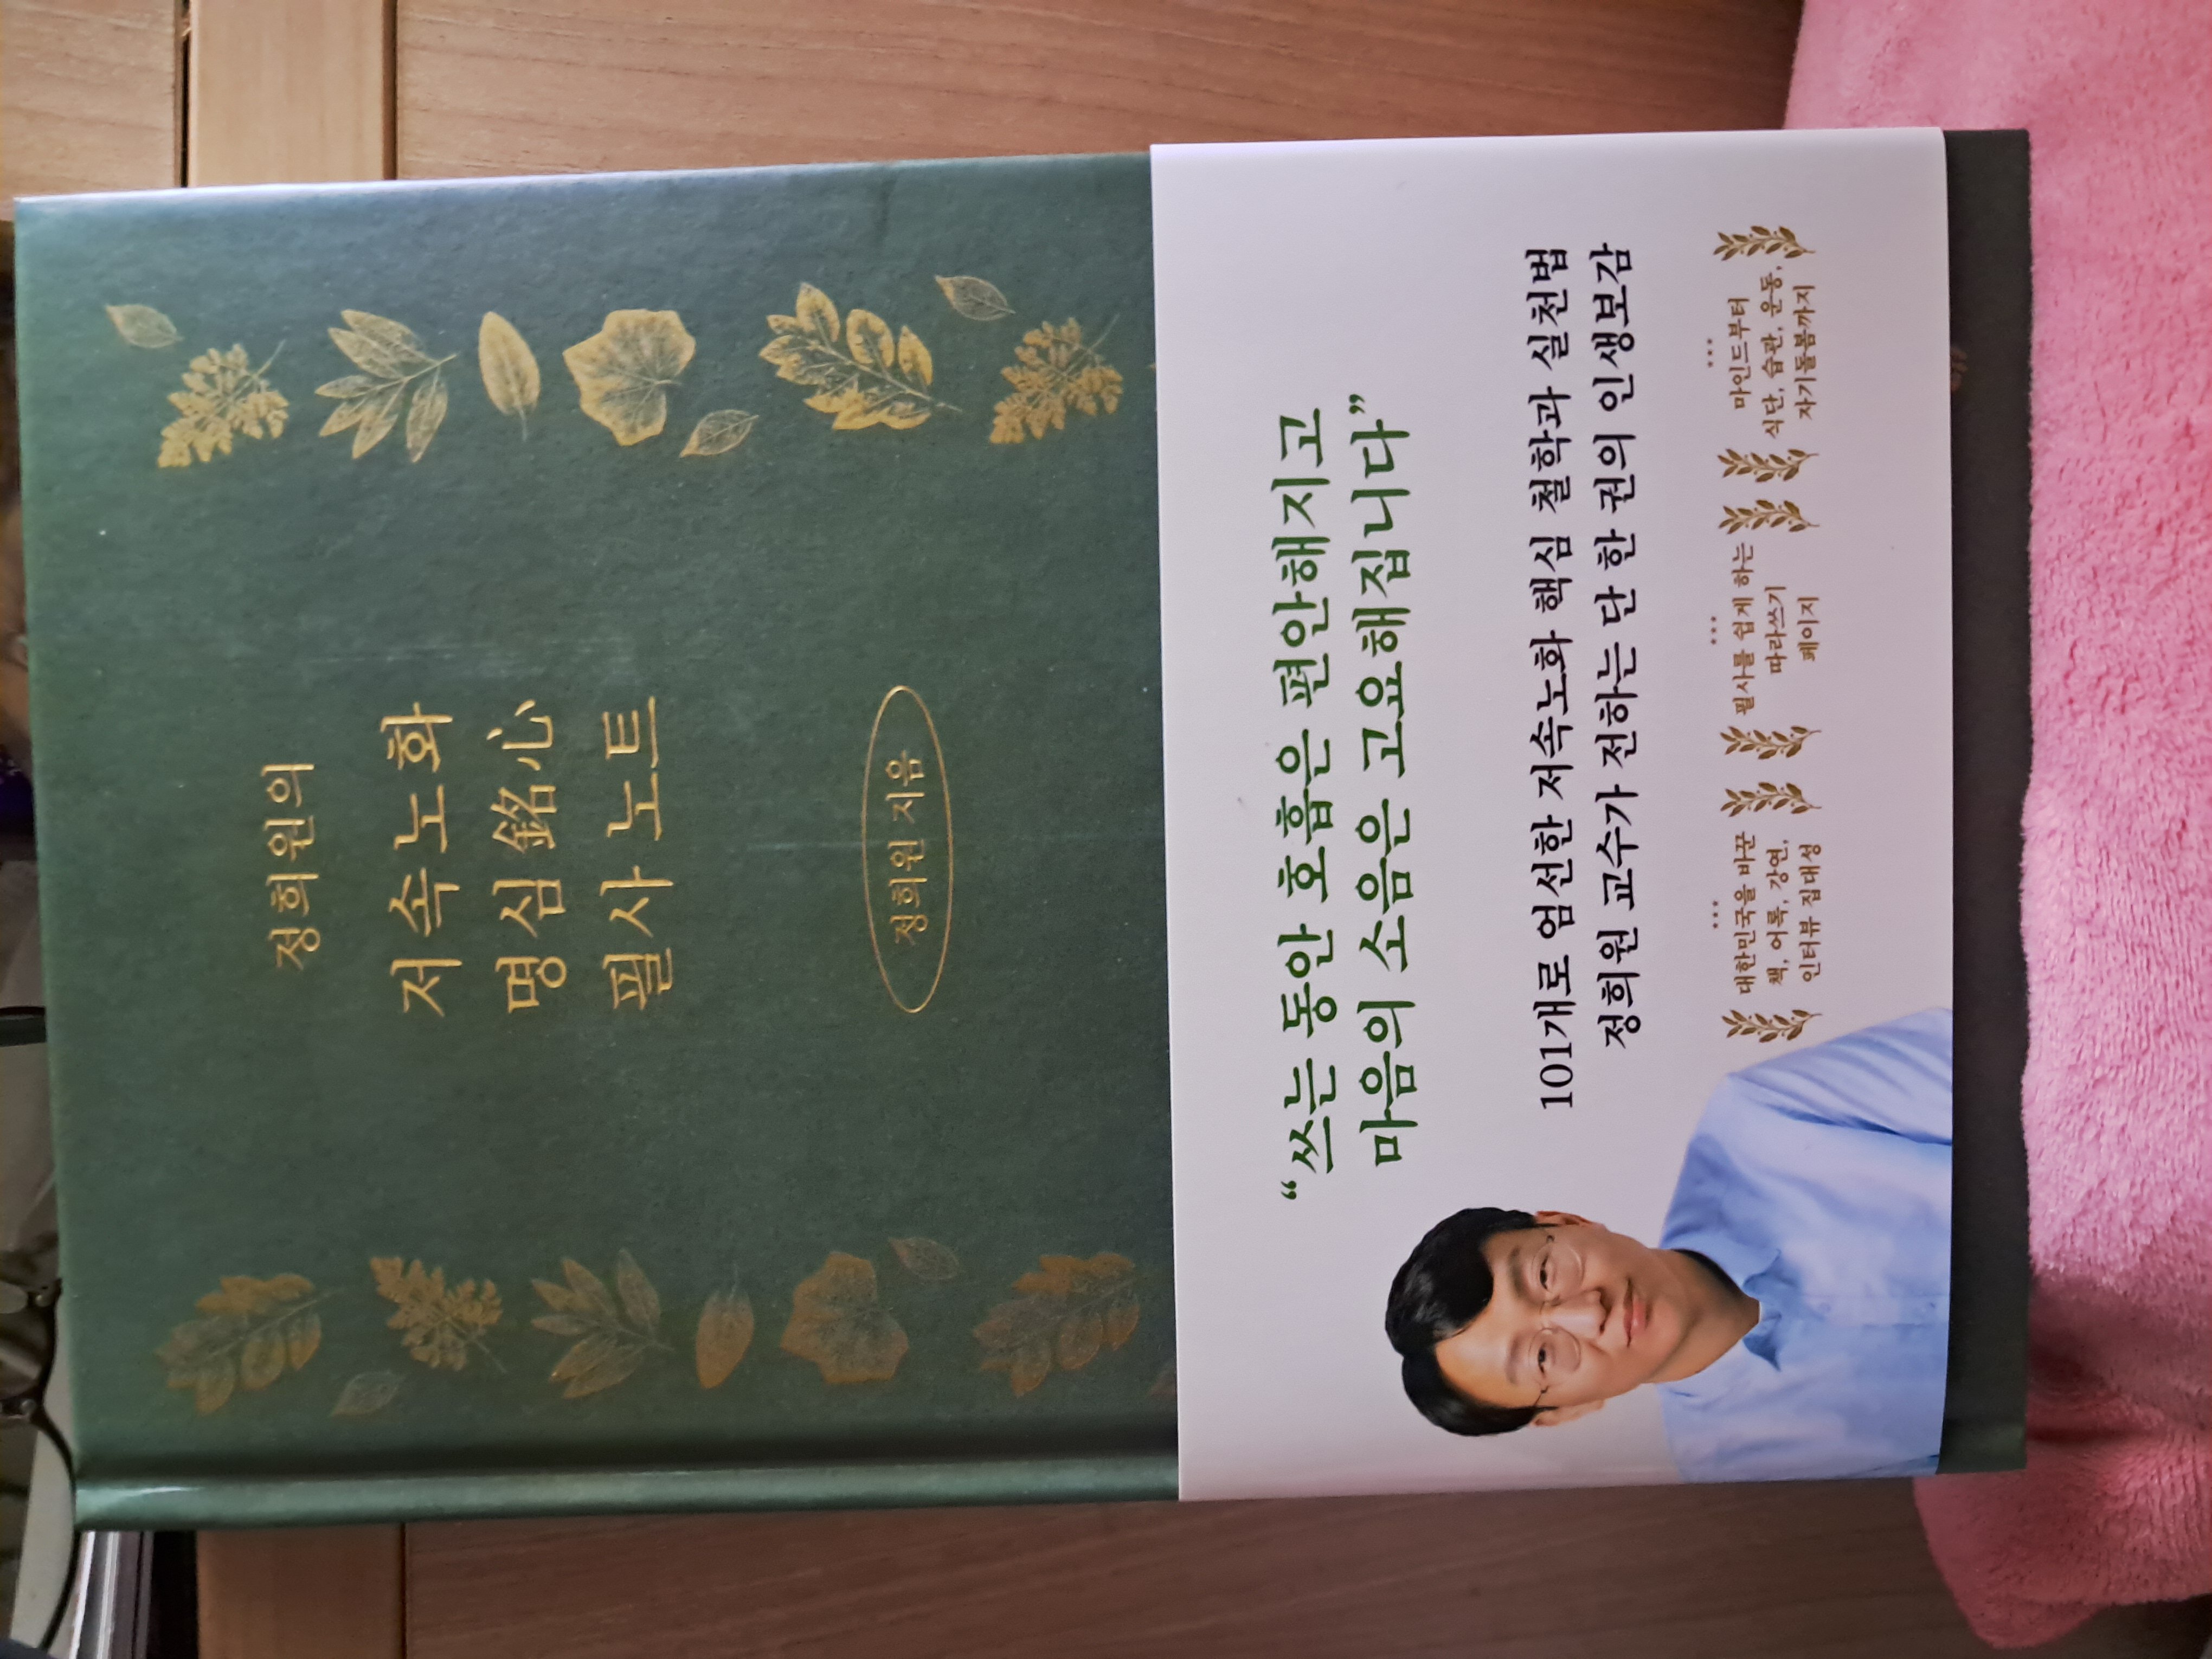 정희원의
저속노화
명심銘心
필사 노트
정희원 지음
“쓰는 동안 호흡은 편안해지고
마음의 소음은 고요해집니다”
101개로 엄선한 저속노화 핵심 철학과 실천법
정희원 교수가 전하는 단 한 권의 인생보감
대한민국을 바꾼
책, 어록, 강연,
인터뷰 집대성
필사를 쉽게 하는
따라쓰기
페이지
마인드부터
식단, 습관, 운동,
자기돌봄까지